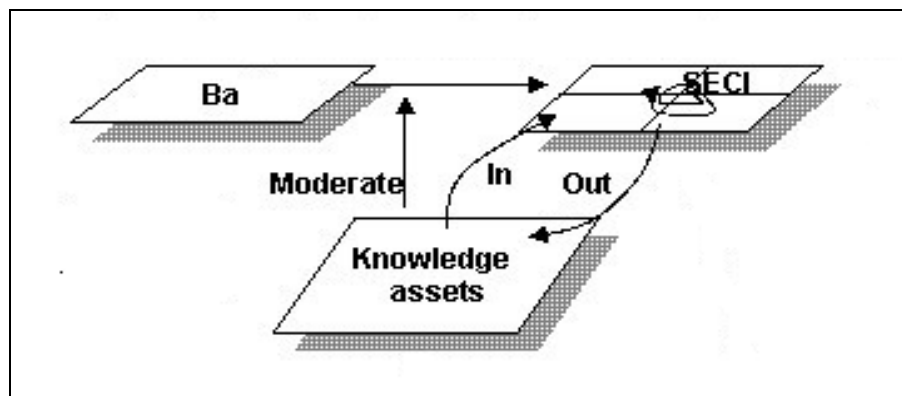 Ba
SECI
Moderate
In
Out
Knowledge
assets